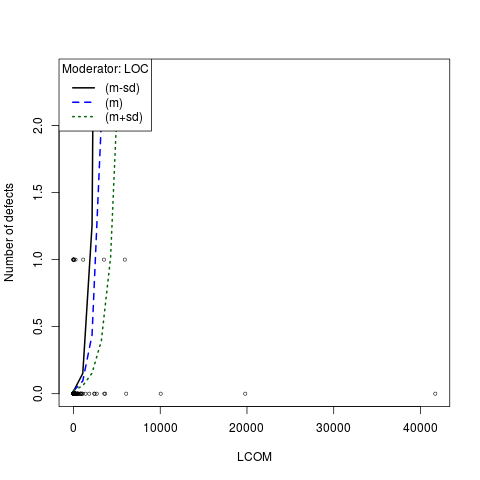 Moderator: LOC
(m-sd)
(m)
(m+sd)
Number of defects
2.0
1.5
1.0
0.5
0.0
0 10000 20000 30000 40000
LCOM